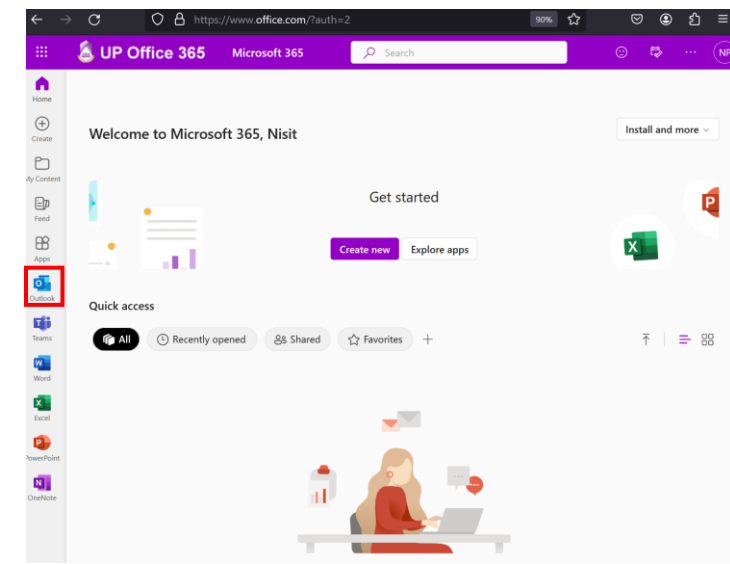 https://www.office.com/?auth=2
90%
UP Office 365
Microsoft 365
Search
NP
Home
Create
My Content
Feed
Apps
Outlook
Teams
Word
Excel
PowerPoint
OneNote
Welcome to Microsoft 365, Nisit
Install and more
Get started
Create new
Explore apps
Quick access
All
Recently opened
Shared
Favorites